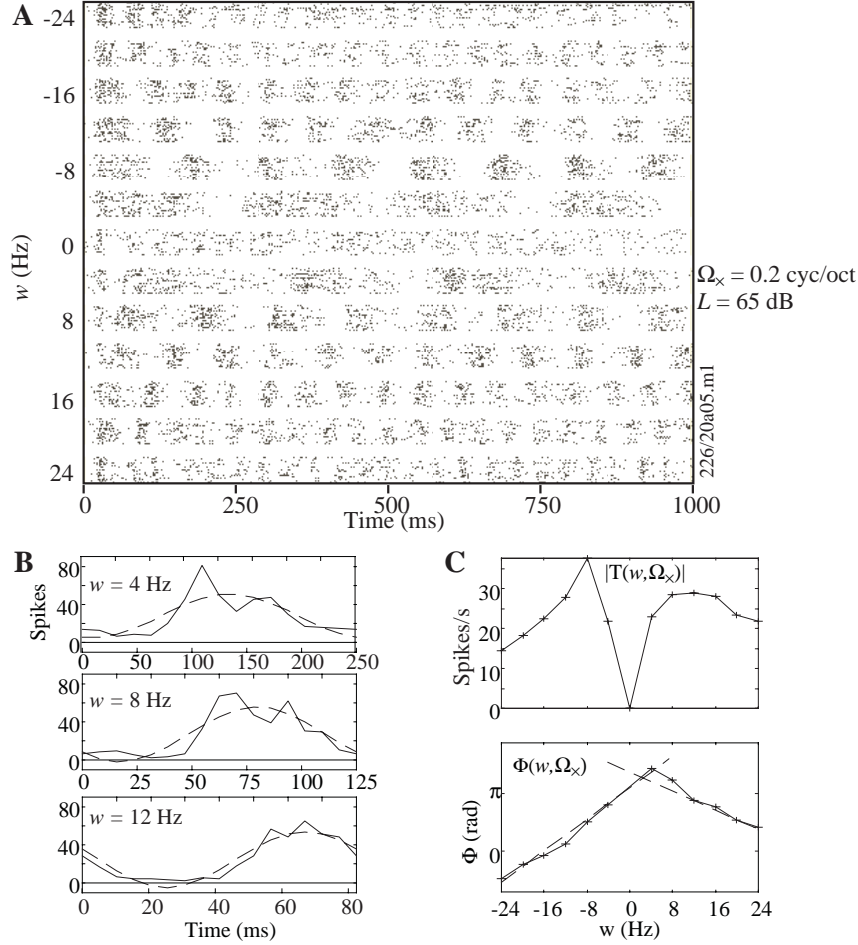 A
-24
-16
-8
0
8
16
24
w (Hz)
0 250 500 750 1000
Time (ms)
Ω× = 0.2 cyc/oct
L = 65 dB
226/20a05.m1
B
w = 4 Hz
80
40
0
Spikes
0 50 100 150 200 250
w = 8 Hz
80
40
0
0 25 50 75 100 125
w = 12 Hz
80
40
0
0 20 40 60 80
Time (ms)
C
|T(w,Ω×)|
30
20
10
0
Spikes/s
Φ(w,Ω×)
π
0
Φ (rad)
-24 -16 -8 0 8 16 24
w (Hz)